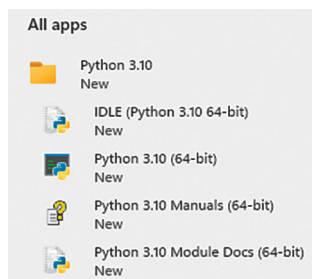 All apps
Python 3.10
New
IDLE (Python 3.10 64-bit)
New
Python 3.10 (64-bit)
New
Python 3.10 Manuals (64-bit)
New
Python 3.10 Module Docs (64-bit)
New